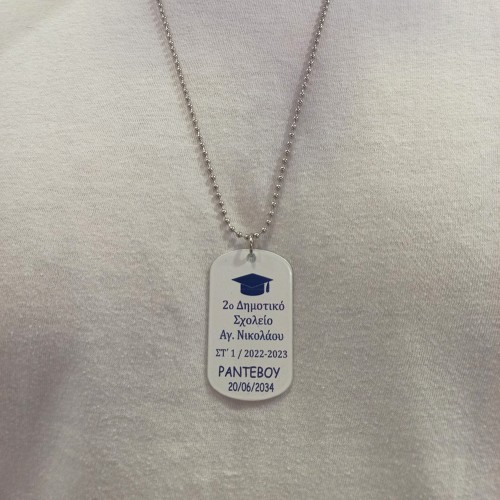 2ο Δημοτικό
Σχολείο
Αγ. Νικολάου
ΣΤ΄ 1 / 2022-2023
ΡΑΝΤΕΒΟΥ
20/06/2034